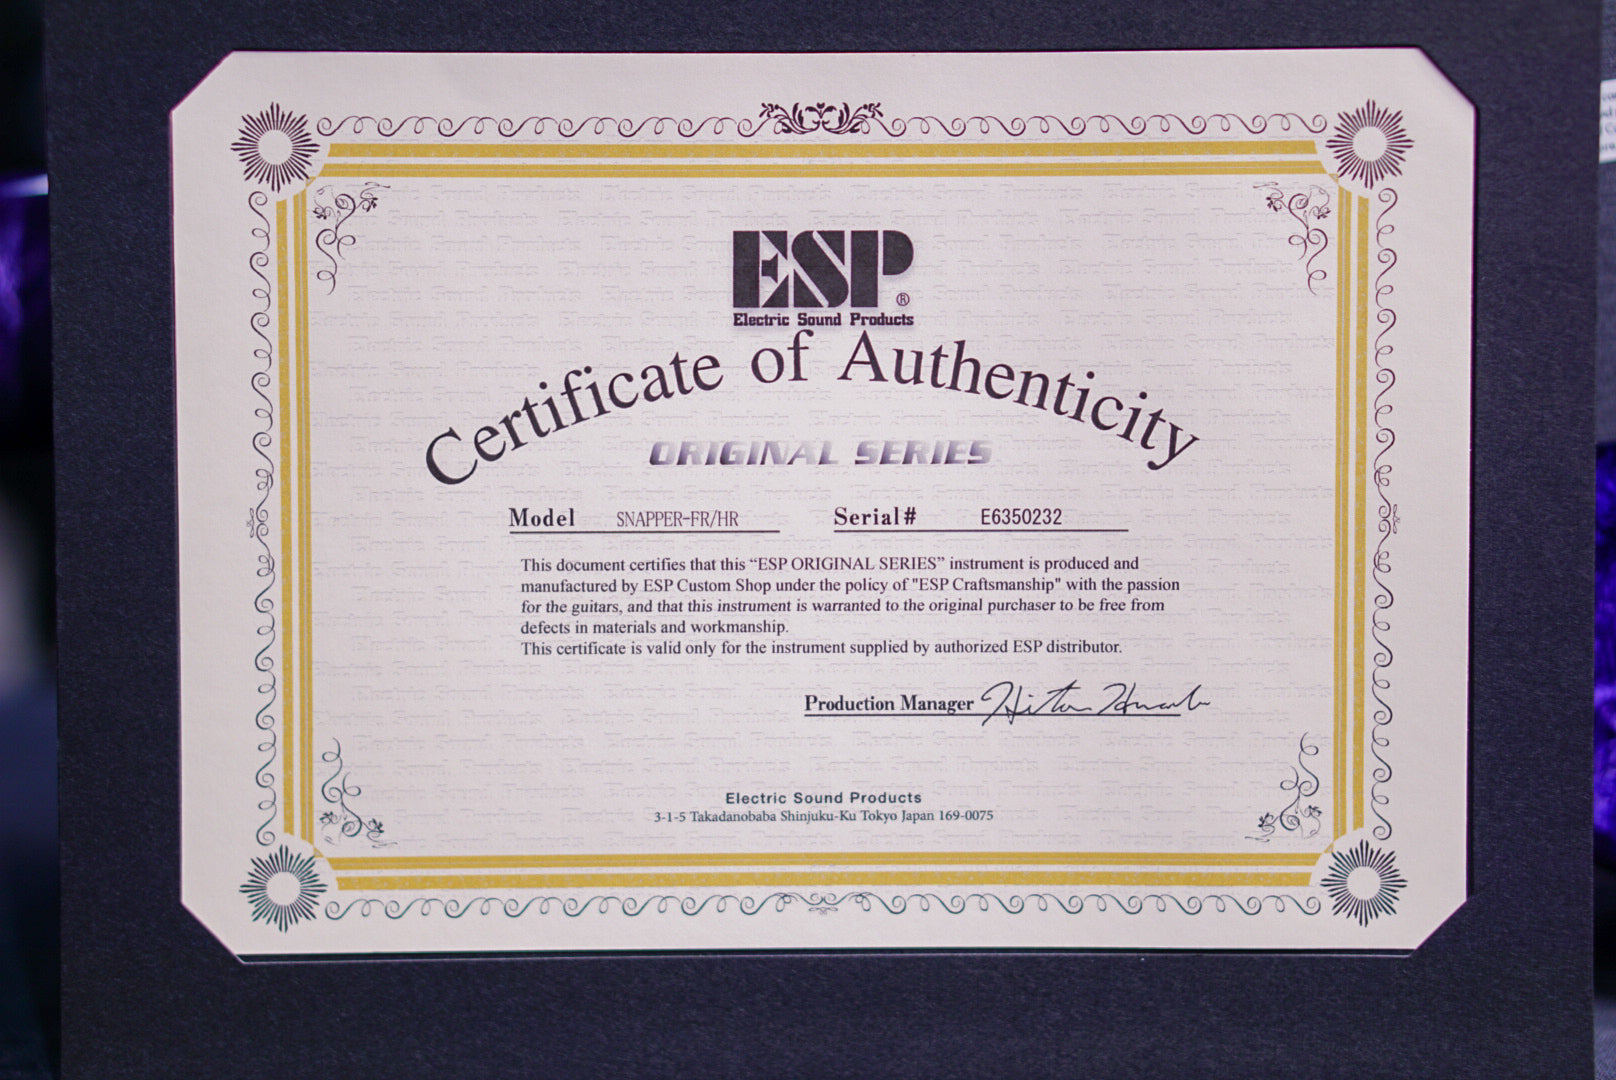 ESP®
Electric Sound Products
Certificate of Authenticity
ORIGINAL SERIES
Model SNAPPER-FR/HR Serial# E6350232
This document certifies that this “ESP ORIGINAL SERIES” instrument is produced and
manufactured by ESP Custom Shop under the policy of "ESP Craftsmanship" with the passion
for the guitars, and that this instrument is warranted to the original purchaser to be free from
defects in materials and workmanship.
This certificate is valid only for the instrument supplied by authorized ESP distributor.
Production Manager
Electric Sound Products
3-1-5 Takadanobaba Shinjuku-Ku Tokyo Japan 169-0075